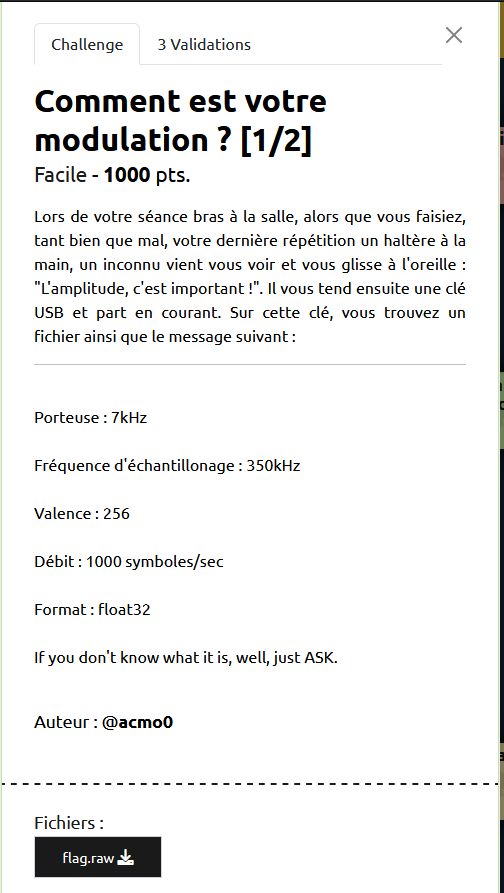 Challenge
3 Validations
Comment est votre
modulation ? [1/2]
Facile - 1000 pts.
Lors de votre séance bras à la salle, alors que vous faisiez,
tant bien que mal, votre dernière répétition un haltère à la
main, un inconnu vient vous voir et vous glisse à l'oreille :
"L'amplitude, c'est important !". Il vous tend ensuite une clé
USB et part en courant. Sur cette clé, vous trouvez un
fichier ainsi que le message suivant :
Porteuse : 7kHz
Fréquence d'échantillonage : 350kHz
Valence : 256
Débit : 1000 symboles/sec
Format : float32
If you don't know what it is, well, just ASK.
Auteur : @acmo0
Fichiers :
flag.raw